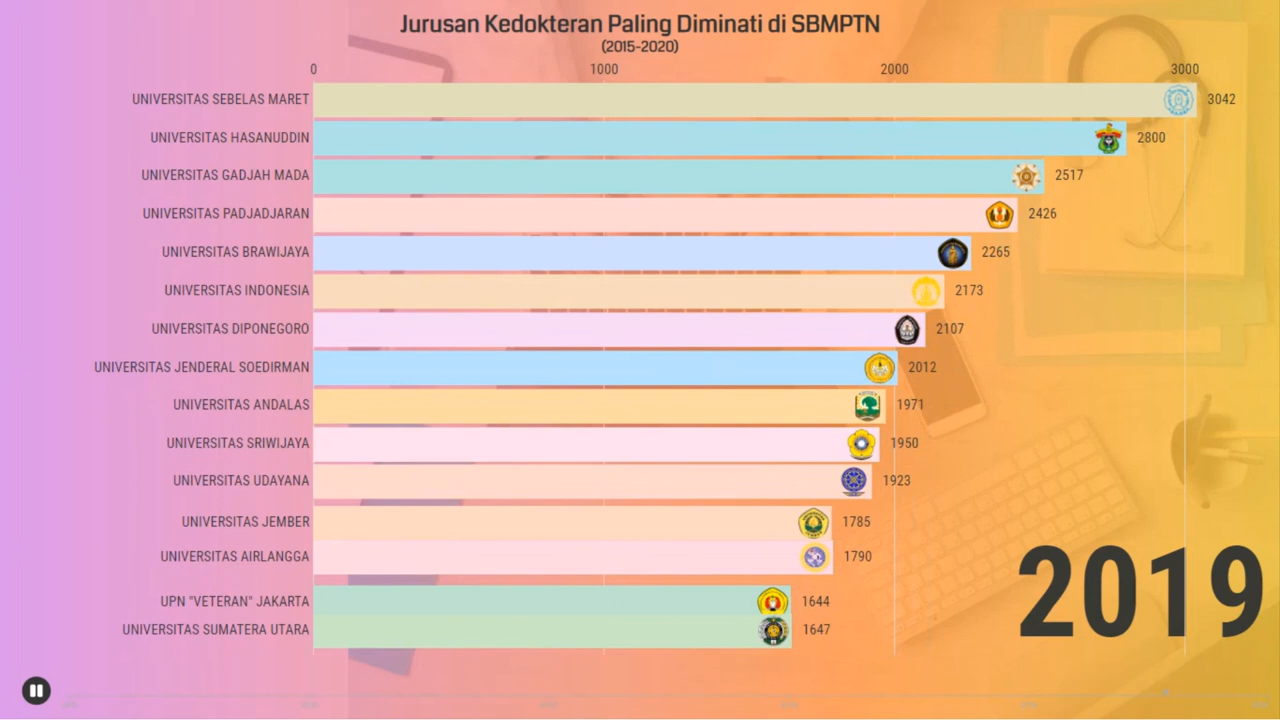 Jurusan Kedokteran Paling Diminati di SBMPTN
(2015-2020)
0 1000 2000 3000
UNIVERSITAS SEBELAS MARET 3042
UNIVERSITAS HASANUDDIN 2800
UNIVERSITAS GADJAH MADA 2517
UNIVERSITAS PADJADJARAN 2426
UNIVERSITAS BRAWIJAYA 2265
UNIVERSITAS INDONESIA 2173
UNIVERSITAS DIPONEGORO 2107
UNIVERSITAS JENDERAL SOEDIRMAN 2012
UNIVERSITAS ANDALAS 1971
UNIVERSITAS SRIWIJAYA 1950
UNIVERSITAS UDAYANA 1923
UNIVERSITAS JEMBER 1785
UNIVERSITAS AIRLANGGA 1790
UPN "VETERAN" JAKARTA 1644
UNIVERSITAS SUMATERA UTARA 1647
2019